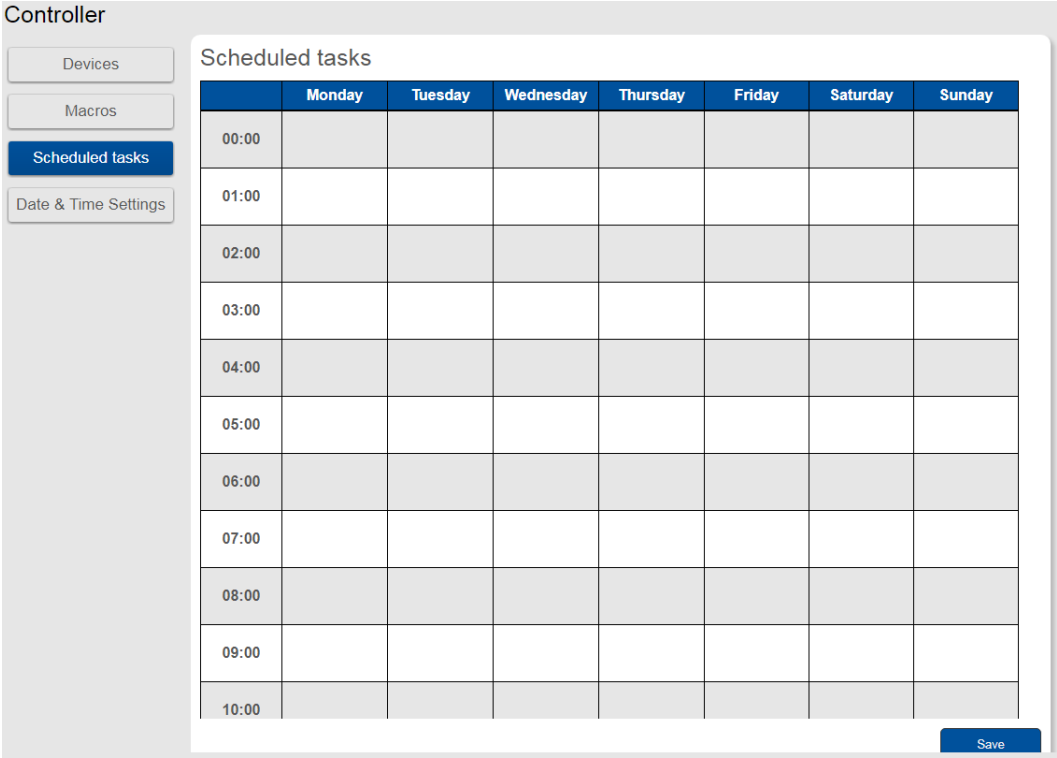 Controller
Devices
Macros
Scheduled tasks
Date & Time Settings
Scheduled tasks
Monday Tuesday Wednesday Thursday Friday Saturday Sunday
00:00
01:00
02:00
03:00
04:00
05:00
06:00
07:00
08:00
09:00
10:00
Save